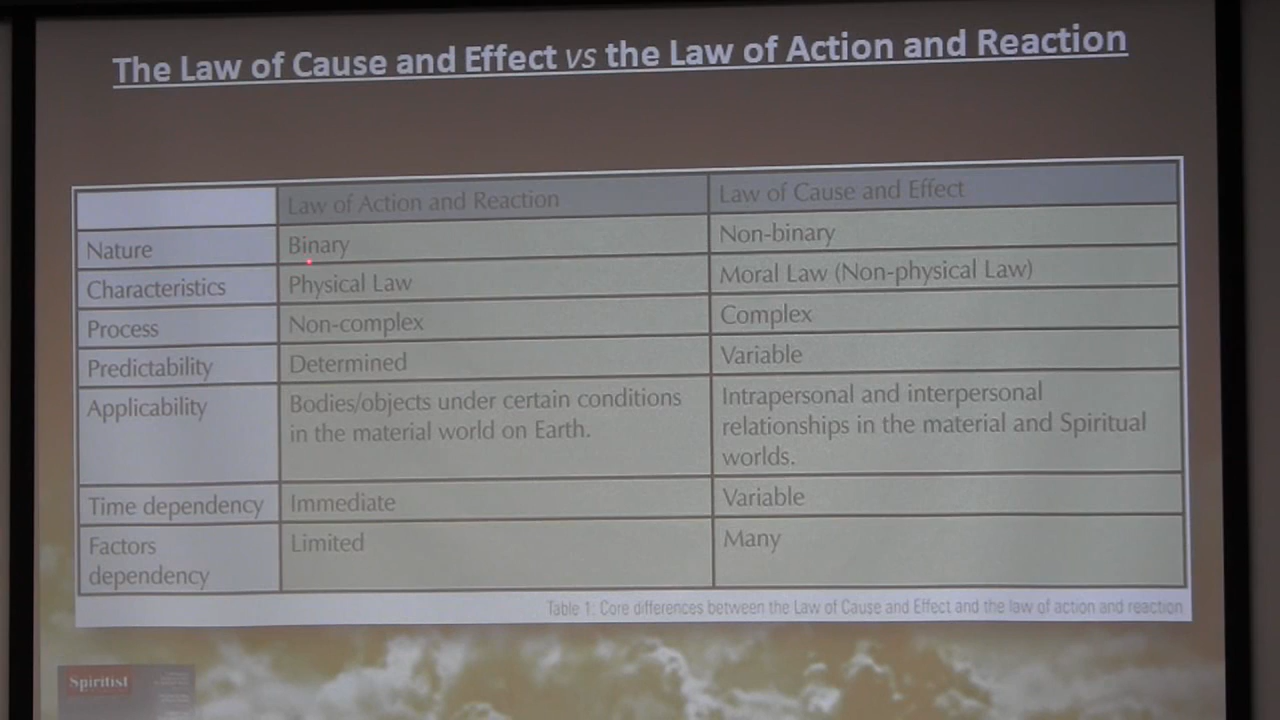 The Law of Cause and Effect vs the Law of Action and Reaction
Law of Action and Reaction
Law of Cause and Effect
Nature
Binary
Non-binary
Characteristics
Physical Law
Moral Law (Non-physical Law)
Process
Non-complex
Complex
Predictability
Determined
Variable
Applicability
Bodies/objects under certain conditions
in the material world on Earth.
Intrapersonal and interpersonal
relationships in the material and Spiritual
worlds.
Time dependency
Immediate
Variable
Factors
dependency
Limited
Many
Table 1: Core differences between the Law of Cause and Effect and the law of action and reaction
Spiritist